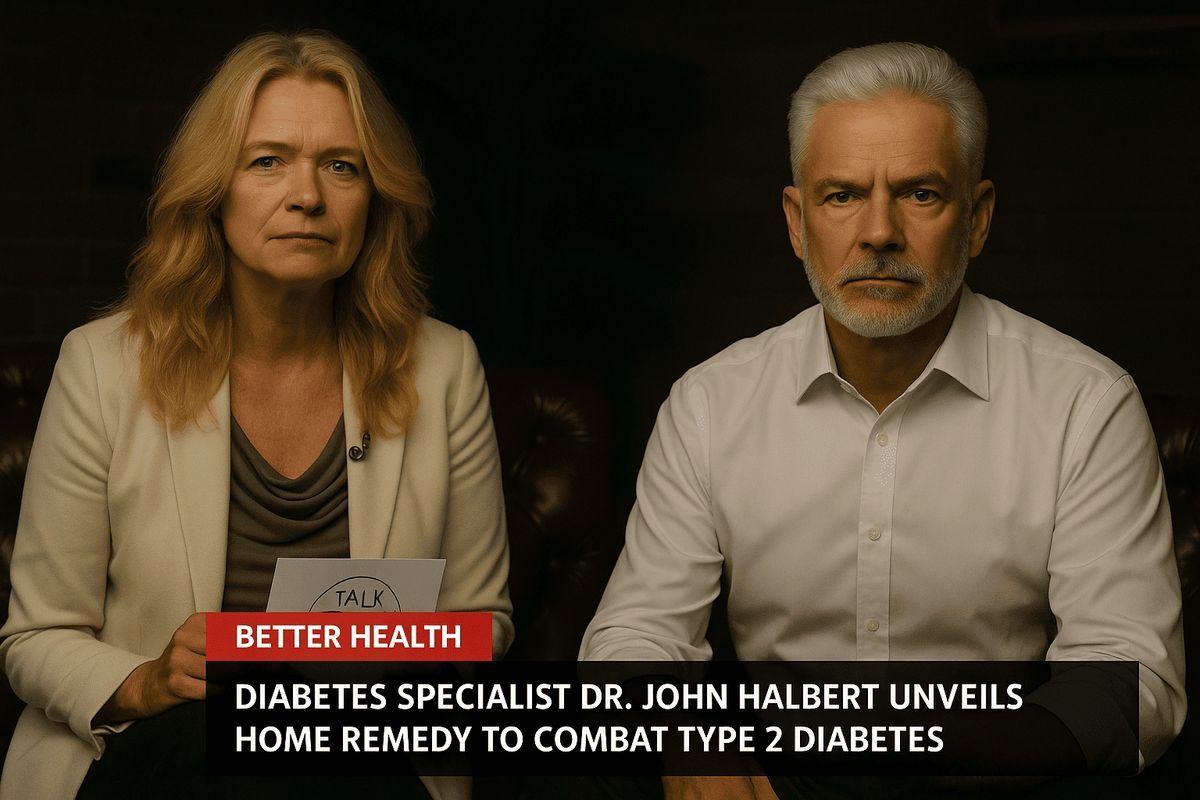 TALK
BETTER HEALTH
DIABETES SPECIALIST DR. JOHN HALBERT UNVEILS
HOME REMEDY TO COMBAT TYPE 2 DIABETES